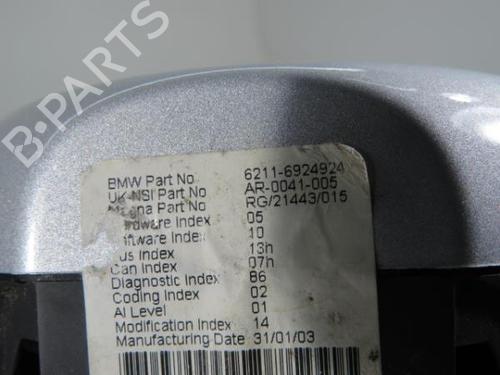 B-PARTS
BMW Part No 6211-6924924
UK-NSI Part No AR-0041-005
Part No RG/21443/015
Index 05
Index 10
Index 13h
Can Index 07h
Diagnostic Index B6
Coding Index 02
AI Level 01
Modification Index 14
Manufacturing Date 31/01/03